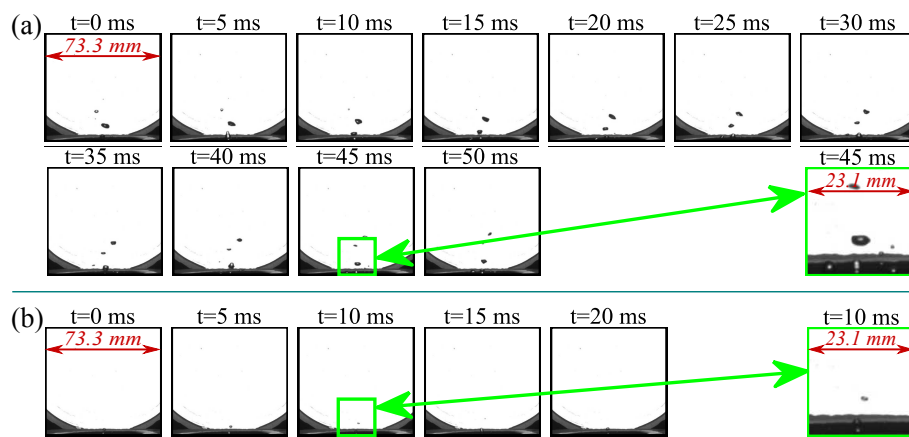 (a)
t=0 ms t=5 ms t=10 ms t=15 ms t=20 ms t=25 ms t=30 ms
73.3 mm
t=35 ms t=40 ms t=45 ms t=50 ms t=45 ms
23.1 mm
(b)
t=0 ms t=5 ms t=10 ms t=15 ms t=20 ms t=10 ms
73.3 mm 23.1 mm